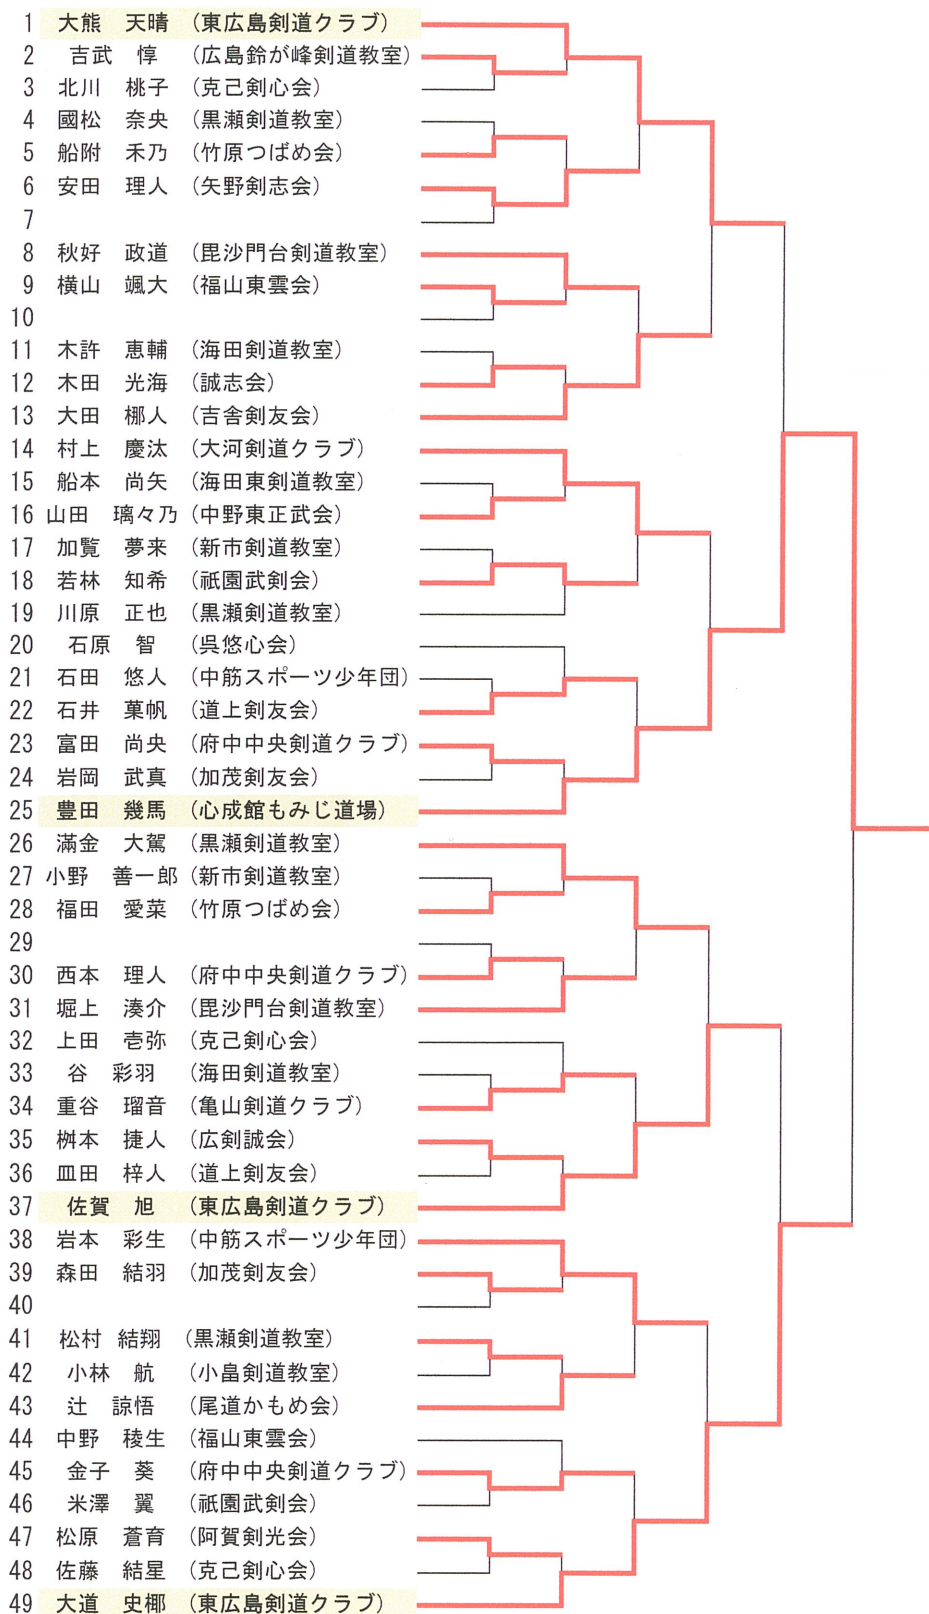 1 大熊 天晴 (東広島剣道クラブ)
2 吉武 惇 (広島鈴が峰剣道教室)
3 北川 桃子 (克己剣心会)
4 國松 奈央 (黒瀬剣道教室)
5 船附 禾乃 (竹原つばめ会)
6 安田 理人 (矢野剣志会)
7
8 秋好 政道 (毘沙門台剣道教室)
9 横山 颯大 (福山東雲会)
10
11 木許 恵輔 (海田剣道教室)
12 木田 光海 (誠志会)
13 大田 梛人 (吉舎剣友会)
14 村上 慶汰 (大河剣道クラブ)
15 船本 尚矢 (海田東剣道教室)
16 山田 璃々乃 (中野東正武会)
17 加覧 夢来 (新市剣道教室)
18 若林 知希 (祇園武剣会)
19 川原 正也 (黒瀬剣道教室)
20 石原 智 (呉悠心会)
21 石田 悠人 (中筋スポーツ少年団)
22 石井 菓帆 (道上剣友会)
23 富田 尚央 (府中中央剣道クラブ)
24 岩岡 武真 (加茂剣友会)
25 豊田 幾馬 (心成館もみじ道場)
26 滿金 大駕 (黒瀬剣道教室)
27 小野 善一郎 (新市剣道教室)
28 福田 愛菜 (竹原つばめ会)
29
30 西本 理人 (府中中央剣道クラブ)
31 堀上 湊介 (毘沙門台剣道教室)
32 上田 壱弥 (克己剣心会)
33 谷 彩羽 (海田剣道教室)
34 重谷 瑠音 (亀山剣道クラブ)
35 桝本 捷人 (広剣誠会)
36 皿田 梓人 (道上剣友会)
37 佐賀 旭 (東広島剣道クラブ)
38 岩本 彩生 (中筋スポーツ少年団)
39 森田 結羽 (加茂剣友会)
40
41 松村 結翔 (黒瀬剣道教室)
42 小林 航 (小畠剣道教室)
43 辻 諒悟 (尾道かもめ会)
44 中野 稜生 (福山東雲会)
45 金子 葵 (府中中央剣道クラブ)
46 米澤 翼 (祇園武剣会)
47 松原 蒼育 (阿賀剣光会)
48 佐藤 結星 (克己剣心会)
49 大道 史椰 (東広島剣道クラブ)